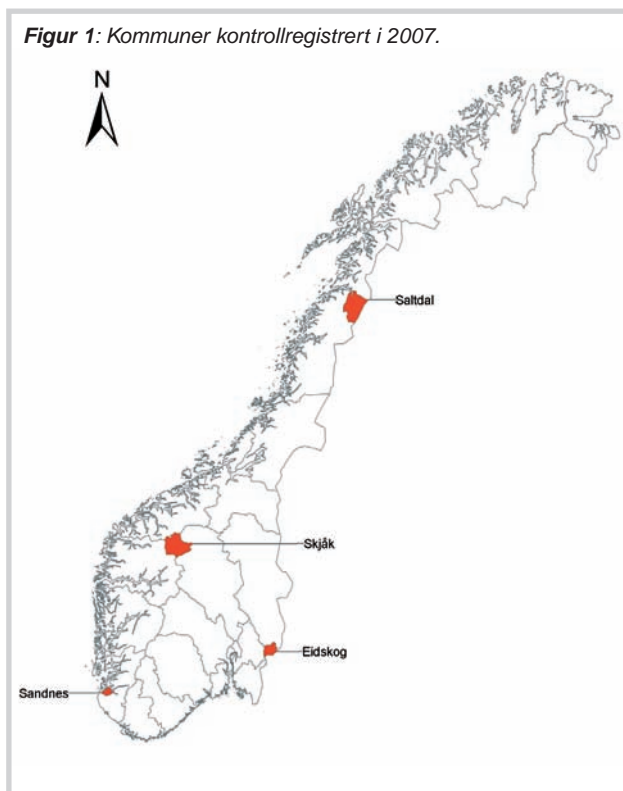 Figur 1: Kommuner kontrollregistrert i 2007.
N
Saltdal
Skjåk
Eidskog
Sandnes